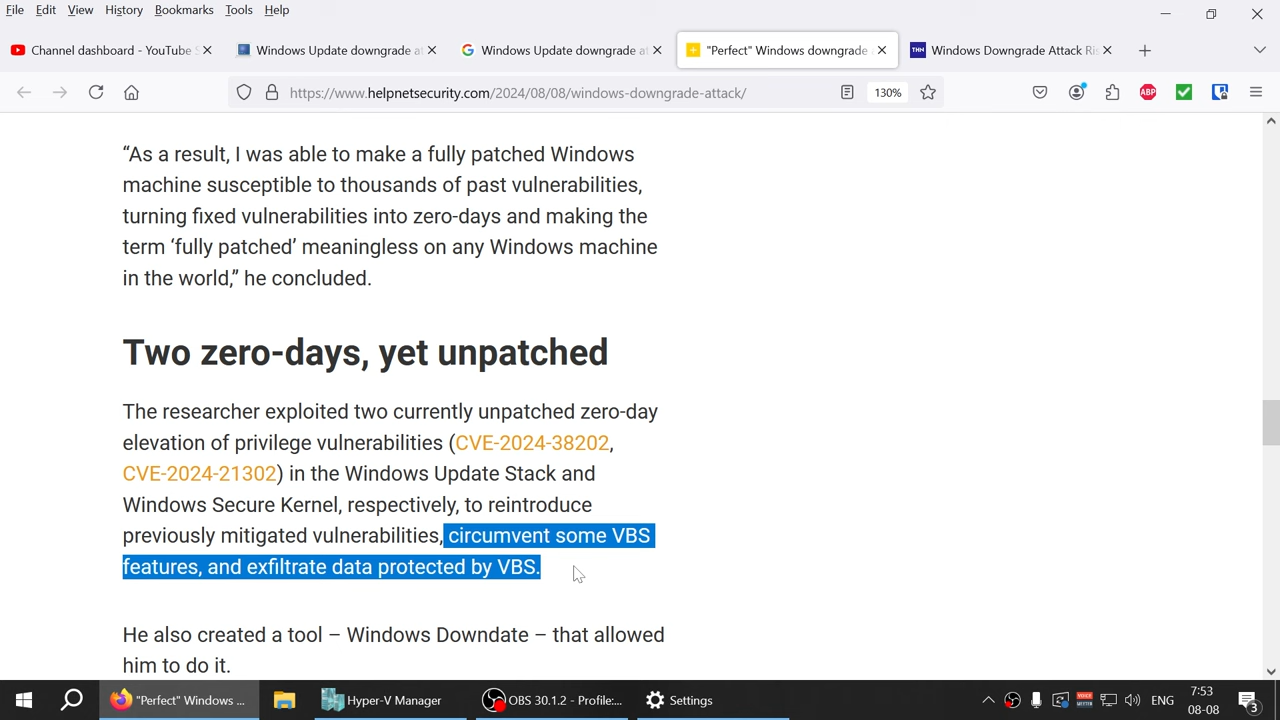 File Edit View History Bookmarks Tools Help
Channel dashboard - YouTube S
Windows Update downgrade at
Windows Update downgrade at
"Perfect" Windows downgrade
THN Windows Downgrade Attack Ris
https://www.helpnetsecurity.com/2024/08/08/windows-downgrade-attack/ 130% ABP
“As a result, I was able to make a fully patched Windows
machine susceptible to thousands of past vulnerabilities,
turning fixed vulnerabilities into zero-days and making the
term ‘fully patched’ meaningless on any Windows machine
in the world,” he concluded.
Two zero-days, yet unpatched
The researcher exploited two currently unpatched zero-day
elevation of privilege vulnerabilities (CVE-2024-38202,
CVE-2024-21302) in the Windows Update Stack and
Windows Secure Kernel, respectively, to reintroduce
previously mitigated vulnerabilities, circumvent some VBS
features, and exfiltrate data protected by VBS.
He also created a tool – Windows Downdate – that allowed
him to do it.
"Perfect" Windows ... Hyper-V Manager OBS 30.1.2 - Profile:... Settings ENG 7:53
08-08 3